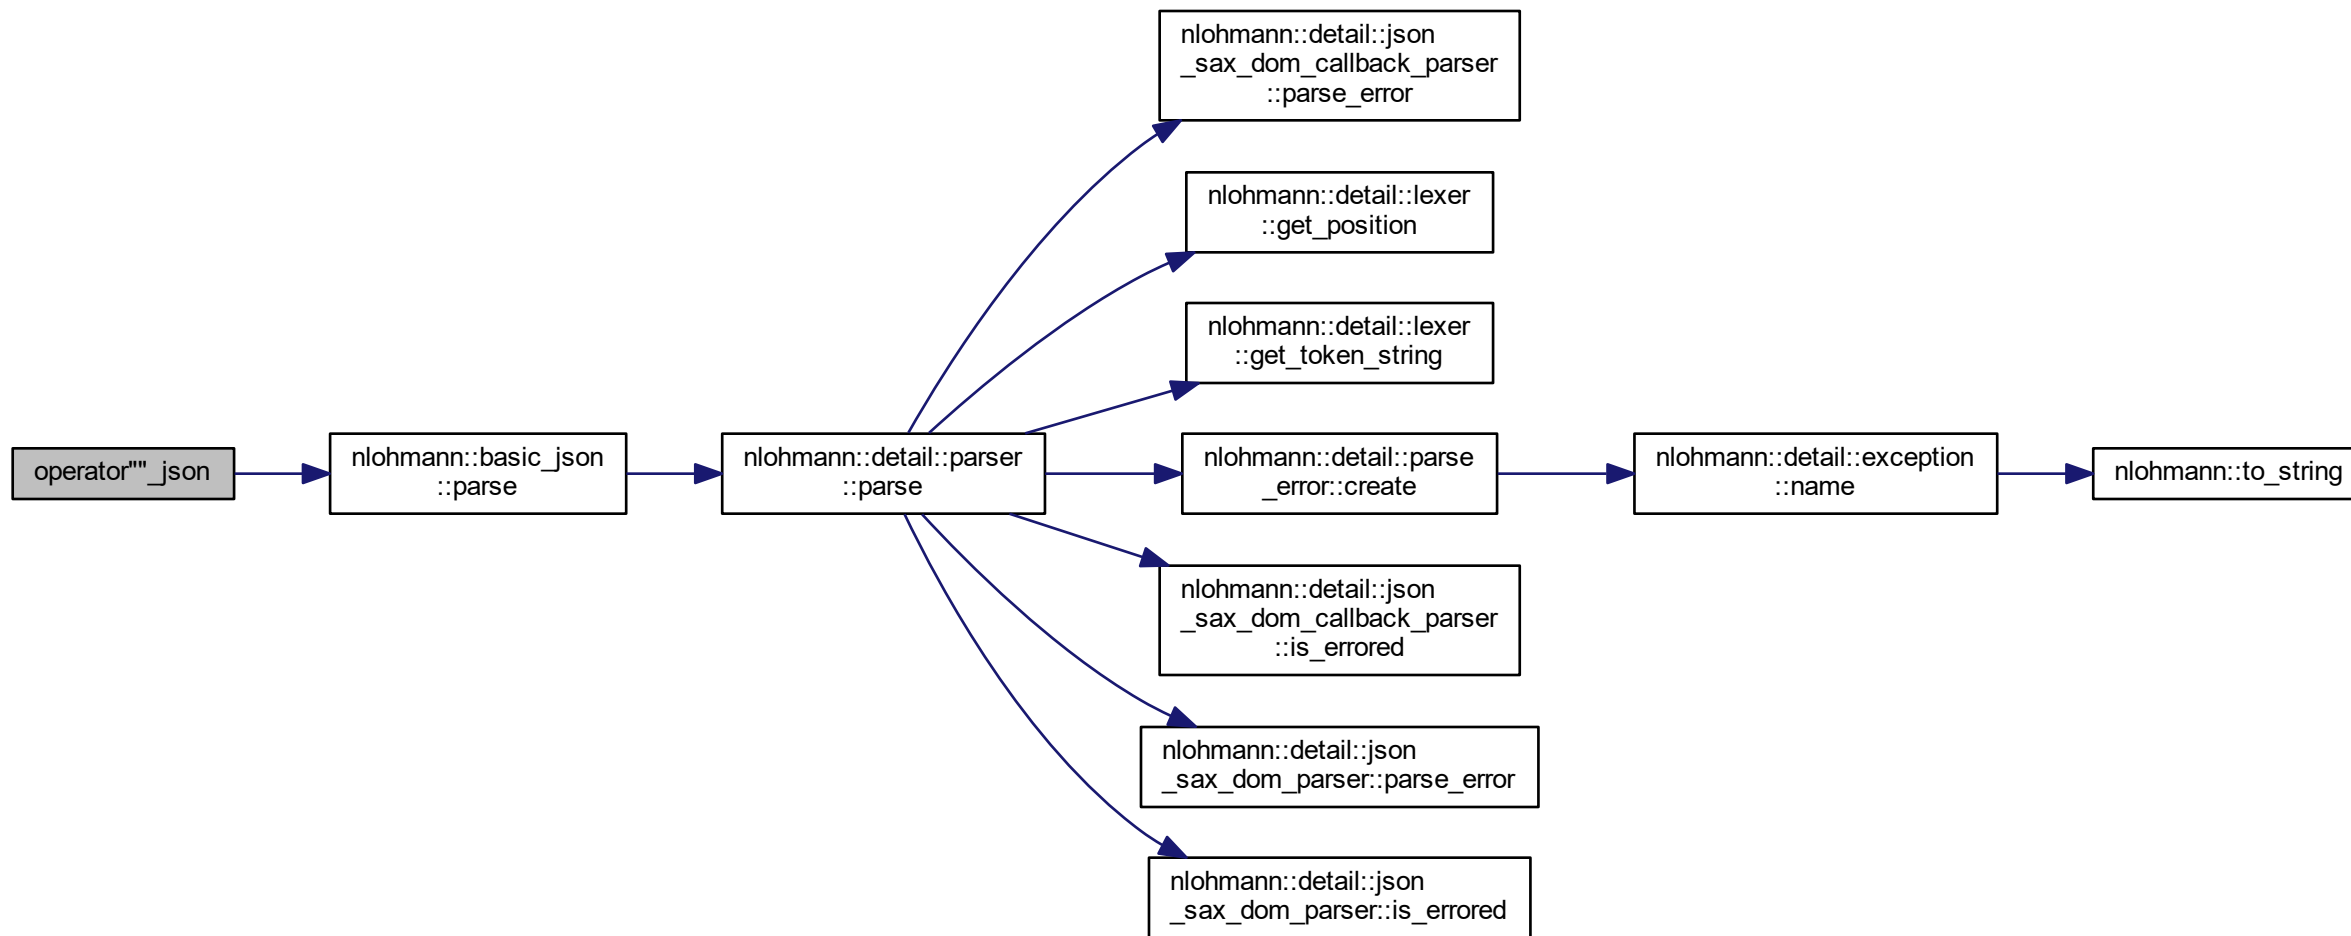 nlohmann::detail::json
_sax_dom_callback_parser
::parse_error
nlohmann::detail::lexer
::get_position
nlohmann::detail::lexer
::get_token_string
operator""_json
nlohmann::basic_json
::parse
nlohmann::detail::parser
::parse
nlohmann::detail::parse
_error::create
nlohmann::detail::exception
::name
nlohmann::to_string
nlohmann::detail::json
_sax_dom_callback_parser
::is_errored
nlohmann::detail::json
_sax_dom_parser::parse_error
nlohmann::detail::json
_sax_dom_parser::is_errored